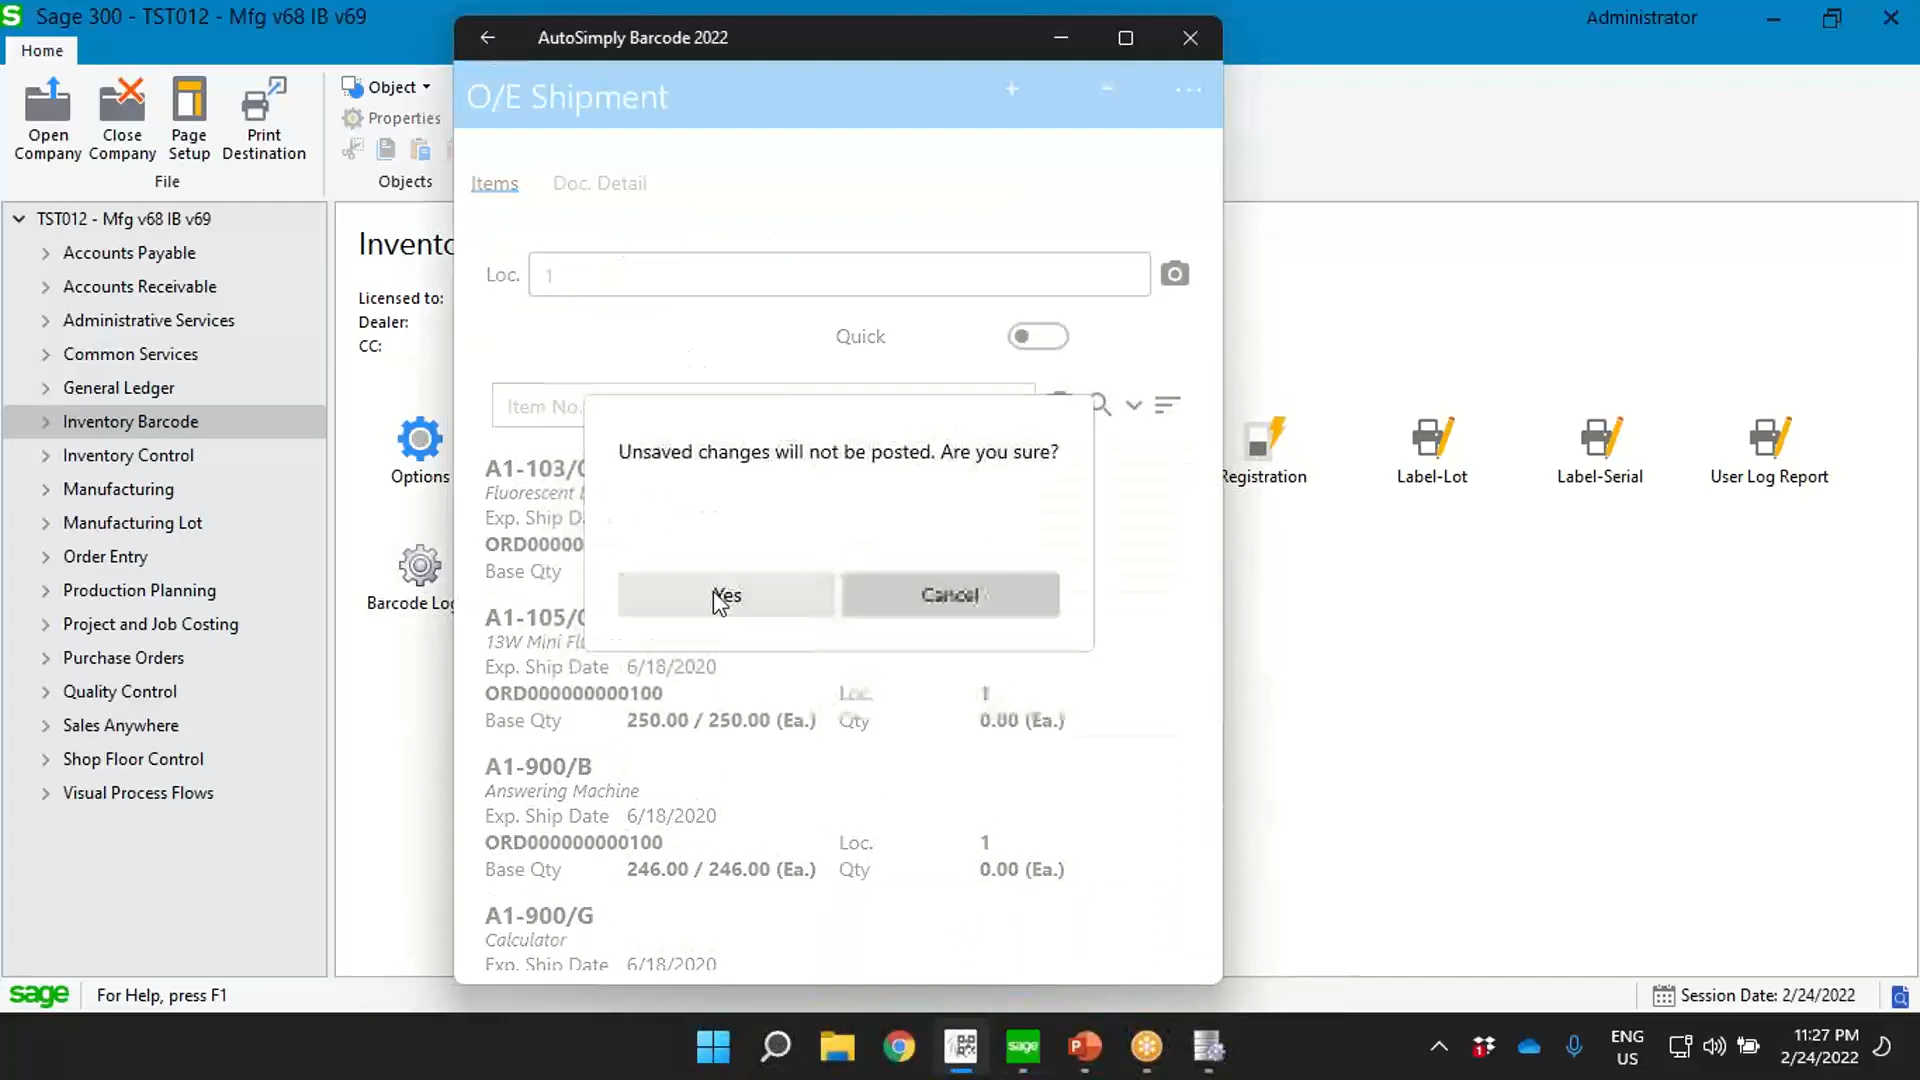 Sage 300 - TST012 - Mfg v68 IB v69
Administrator
Home
Open Company
Close Company
Page Setup
Print Destination
File
Object
Properties
Objects
TST012 - Mfg v68 IB v69
Accounts Payable
Accounts Receivable
Administrative Services
Common Services
General Ledger
Inventory Barcode
Inventory Control
Manufacturing
Manufacturing Lot
Order Entry
Production Planning
Project and Job Costing
Purchase Orders
Quality Control
Sales Anywhere
Shop Floor Control
Visual Process Flows
Licensed to:
Dealer:
CC:
Options
Registration
Label-Lot
Label-Serial
User Log Report
AutoSimply Barcode 2022
O/E Shipment
Items Doc. Detail
Loc. 1
Quick
Item No.
Unsaved changes will not be posted. Are you sure?
Yes Cancel
Exp. Ship
ORD00000
Base Qty
13W Mini
Exp. Ship Date 6/18/2020
ORD000000000100 Loc. 1
Base Qty 250.00 / 250.00 (Ea.) Qty 0.00 (Ea.)
A1-900/B
Answering Machine
Exp. Ship Date 6/18/2020
ORD000000000100 Loc. 1
Base Qty 246.00 / 246.00 (Ea.) Qty 0.00 (Ea.)
A1-900/G
Calculator
Exp. Ship Date 6/18/2020
sage
For Help, press F1
Session Date: 2/24/2022
sage
ENG
US
11:27 PM
2/24/2022